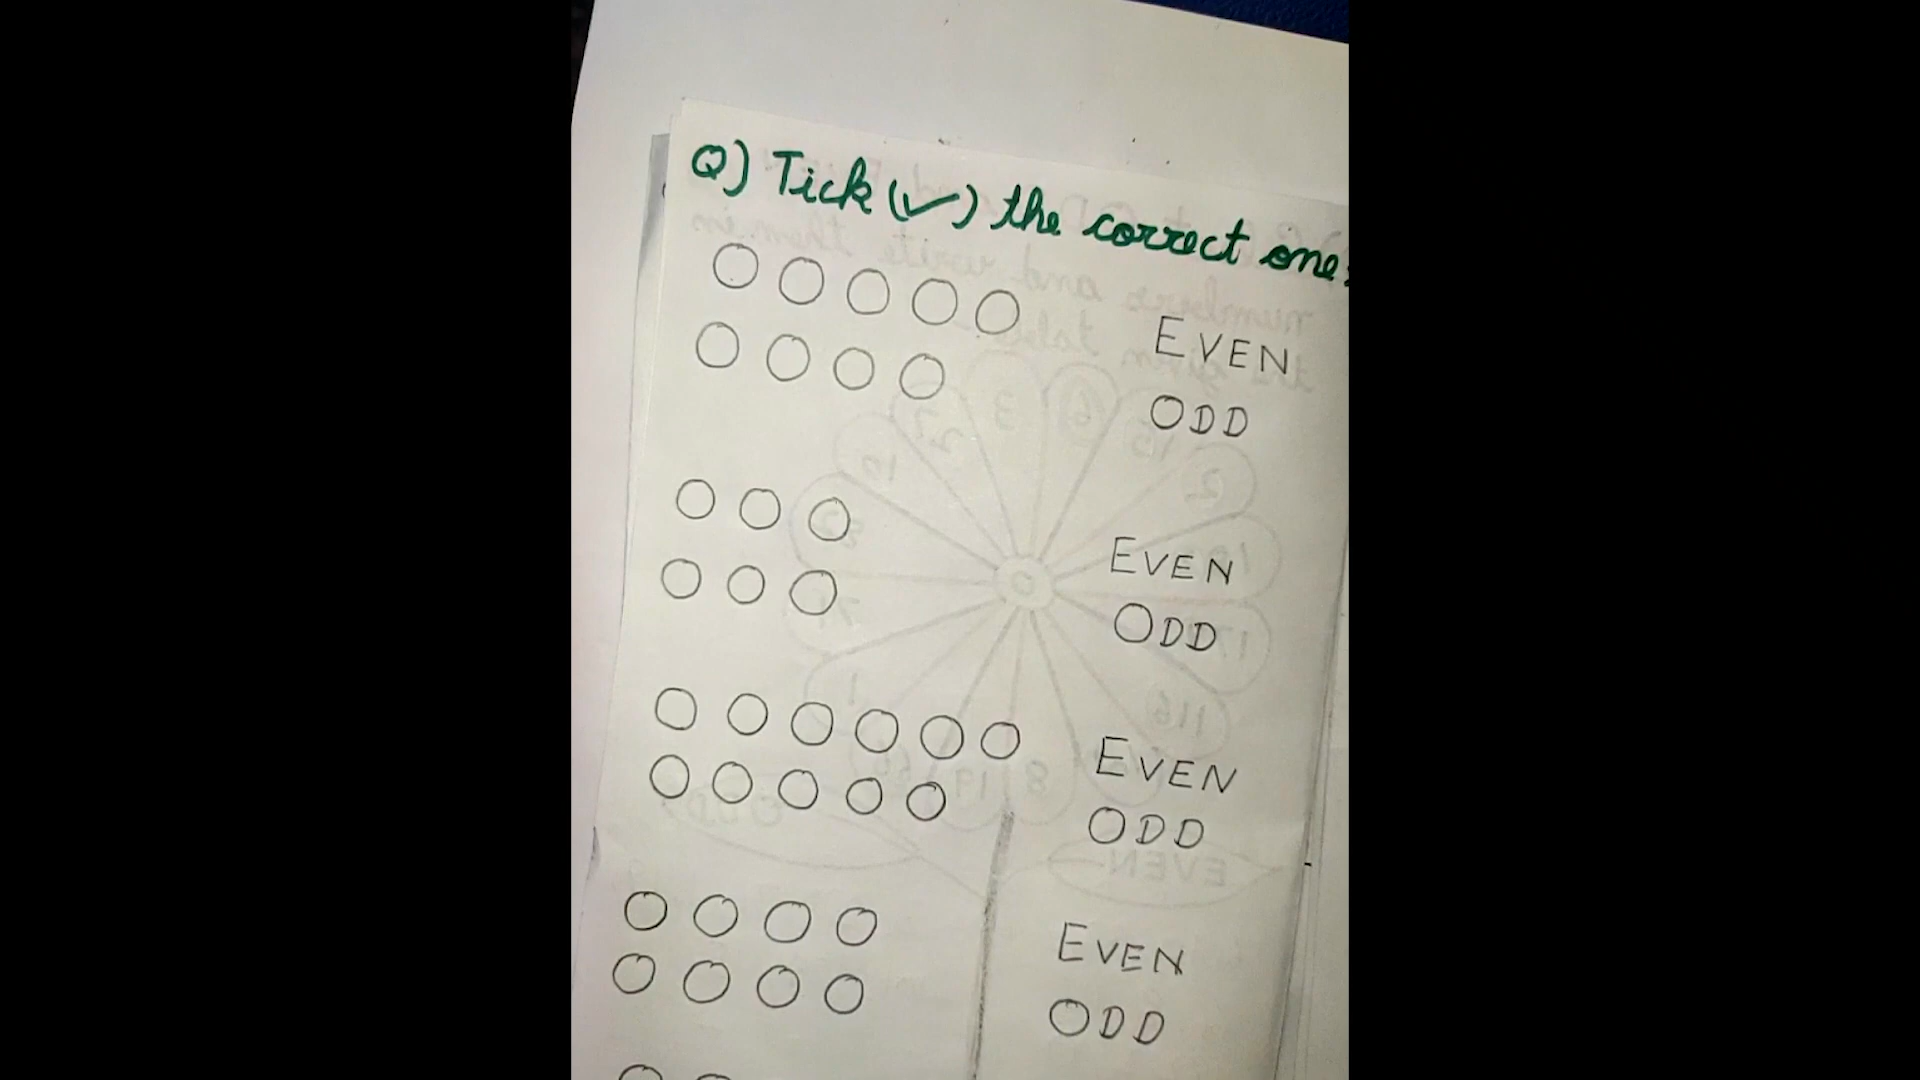 Q) Tick (✓) the correct one:
EVEN
ODD
EVEN
ODD
EVEN
ODD
EVEN
ODD